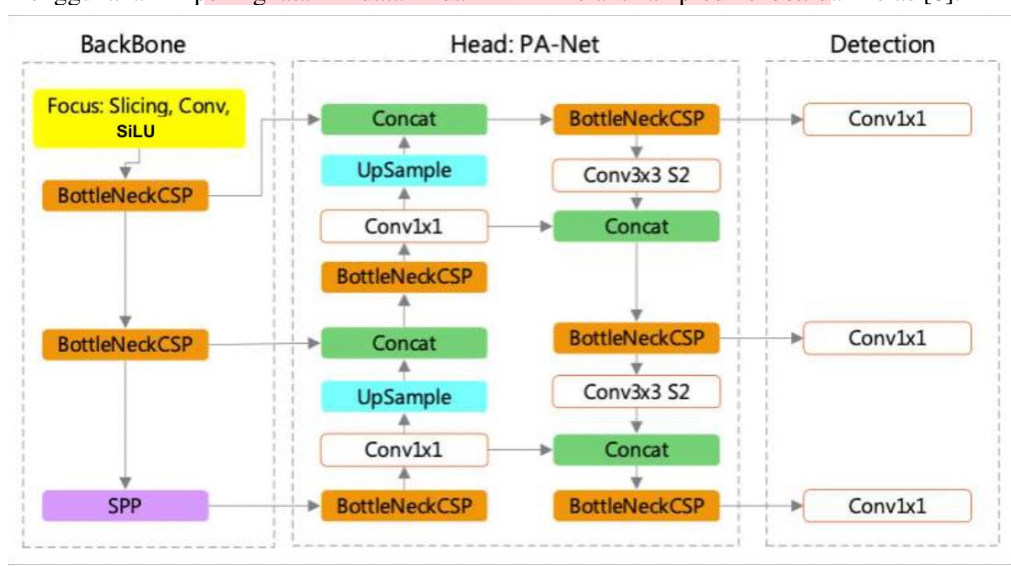 BackBone
Head: PA-Net
Detection
Focus: Slicing, Conv,
SiLU
BottleNeckCSP
BottleNeckCSP
SPP
Concat
UpSample
Conv1x1
BottleNeckCSP
Concat
UpSample
Conv1x1
BottleNeckCSP
BottleNeckCSP
Conv3x3 S2
Concat
BottleNeckCSP
Conv3x3 S2
Concat
BottleNeckCSP
Conv1x1
Conv1x1
Conv1x1